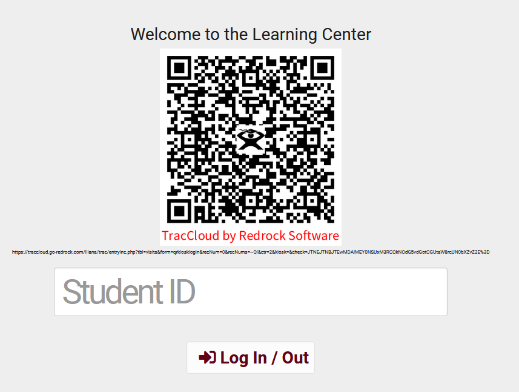 Welcome to the Learning Center
TracCloud by Redrock Software
Student ID
Log In / Out